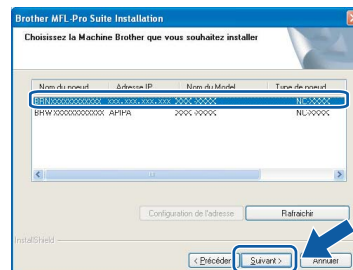 Brother MFL-Pro Suite Installation
Choisissez la Machine Brother que vous souhaitez installer
Nom du noeud Adresse IP Nom du Model Type de noeud
BRNXXXXXXXXXXXX xxx.xxx.xxx.xxx XXX-XXXX NC-XXXX
BRWXXXXXXXXXXXX APIPA XXX-XXXX NC-XXXX
Configuration de l'adresse Rafraichir
InstallShield
< Précédent Suivant > Annuler